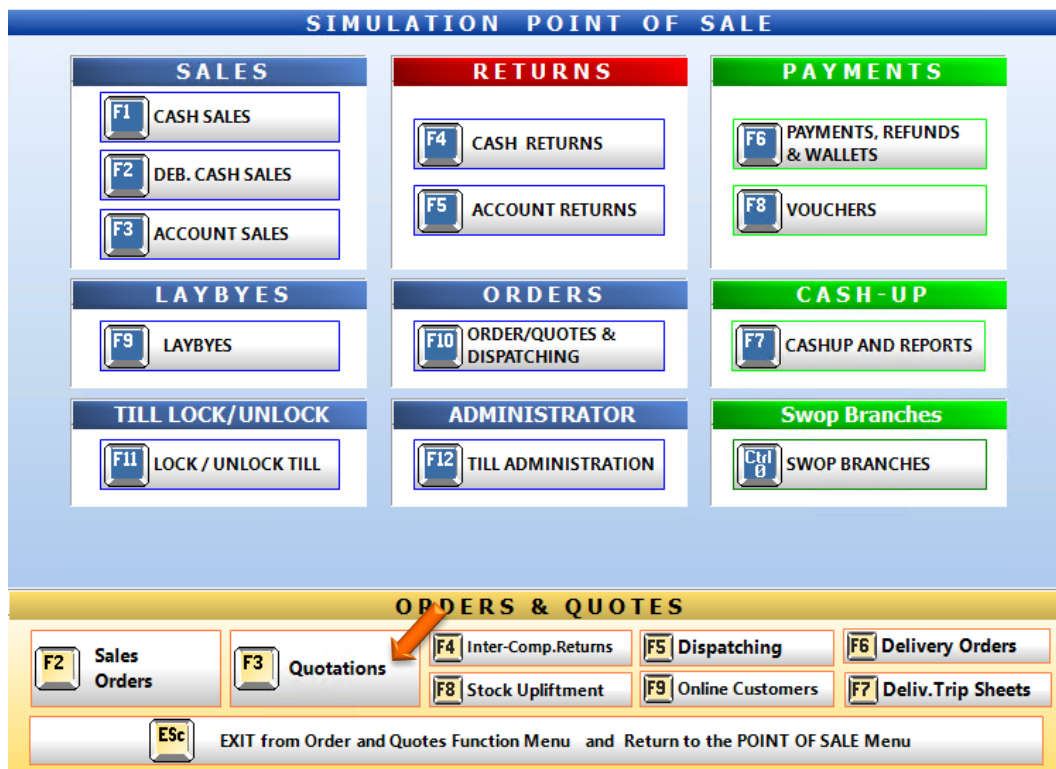 SIMULATION POINT OF SALE
SALES
F1 CASH SALES
F2 DEB. CASH SALES
F3 ACCOUNT SALES
RETURNS
F4 CASH RETURNS
F5 ACCOUNT RETURNS
PAYMENTS
F6 PAYMENTS, REFUNDS
& WALLETS
F8 VOUCHERS
LAYBYES
F9 LAYBYES
ORDERS
F10 ORDER/QUOTES &
DISPATCHING
CASH-UP
F7 CASHUP AND REPORTS
TILL LOCK/UNLOCK
F11 LOCK / UNLOCK TILL
ADMINISTRATOR
F12 TILL ADMINISTRATION
Swop Branches
Ctrl
0
SWOP BRANCHES
ORDERS & QUOTES
F2 Sales
Orders
F3 Quotations
F4 Inter-Comp.Returns
F5 Dispatching
F6 Delivery Orders
F8 Stock Upliftment
F9 Online Customers
F7 Deliv.Trip Sheets
ESc EXIT from Order and Quotes Function Menu and Return to the POINT OF SALE Menu